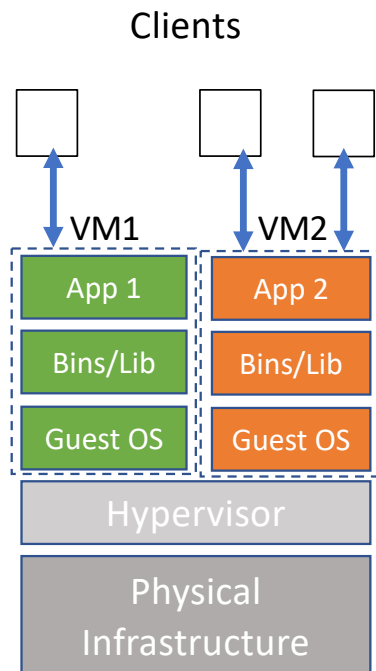 Clients
VM1
VM2
App 1
App 2
Bins/Lib
Bins/Lib
Guest OS
Guest OS
Hypervisor
Physical
Infrastructure